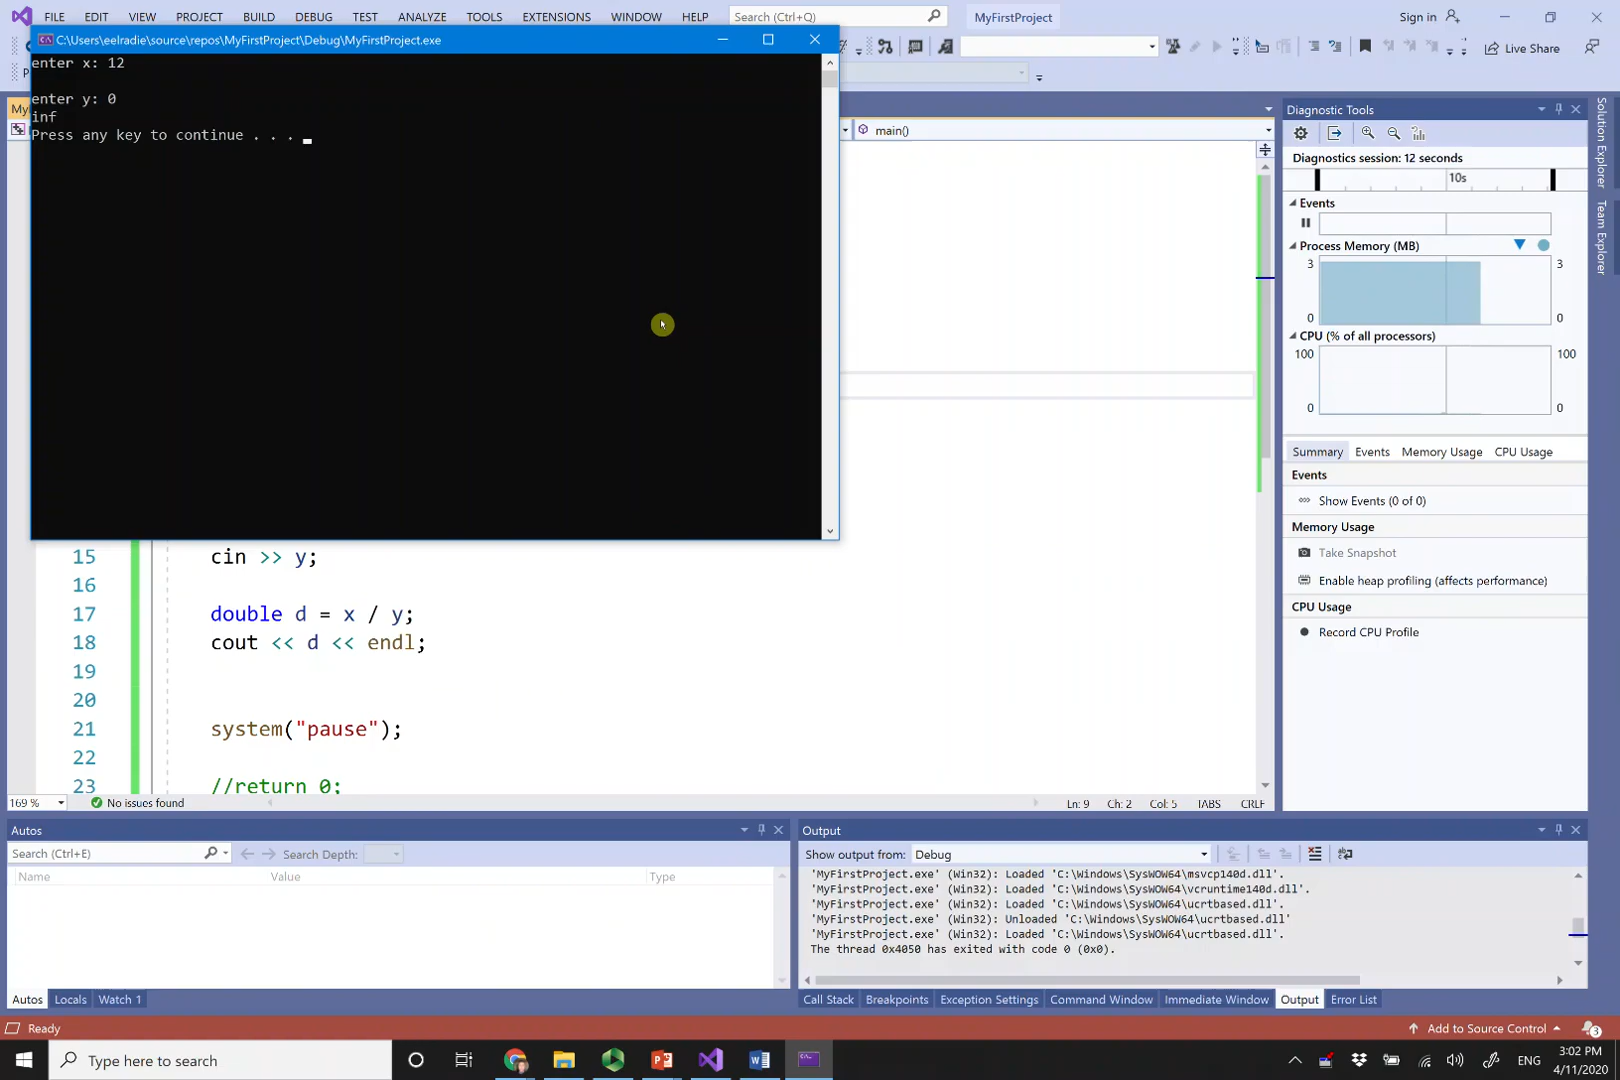 FILE EDIT VIEW PROJECT BUILD DEBUG TEST ANALYZE TOOLS EXTENSIONS WINDOW HELP Search (Ctrl+Q) MyFirstProject Sign in
C:\Users\eelradie\source\repos\MyFirstProject\Debug\MyFirstProject.exe
Live Share
enter x: 12
enter y: 0
inf
Press any key to continue . . .
My
main()
15 cin >> y;
16
17 double d = x / y;
18 cout << d << endl;
19
20
21 system("pause");
22
23 //return 0;
169 % No issues found Ln: 9 Ch: 2 Col: 5 TABS CRLF
Diagnostic Tools
Diagnostics session: 12 seconds
10s
Events
Process Memory (MB)
3 3
0 0
CPU (% of all processors)
100 100
0 0
Summary Events Memory Usage CPU Usage
Events
Show Events (0 of 0)
Memory Usage
Take Snapshot
Enable heap profiling (affects performance)
CPU Usage
Record CPU Profile
Solution Explorer
Team Explorer
Autos
Search (Ctrl+E) Search Depth:
Name Value Type
Autos Locals Watch 1
Output
Show output from: Debug
'MyFirstProject.exe' (Win32): Loaded 'C:\Windows\SysWOW64\msvcp140d.dll'.
'MyFirstProject.exe' (Win32): Loaded 'C:\Windows\SysWOW64\vcruntime140d.dll'.
'MyFirstProject.exe' (Win32): Loaded 'C:\Windows\SysWOW64\ucrtbased.dll'.
'MyFirstProject.exe' (Win32): Unloaded 'C:\Windows\SysWOW64\ucrtbased.dll'
'MyFirstProject.exe' (Win32): Loaded 'C:\Windows\SysWOW64\ucrtbased.dll'.
The thread 0x4050 has exited with code 0 (0x0).
Call Stack Breakpoints Exception Settings Command Window Immediate Window Output Error List
Ready Add to Source Control 3
Type here to search ENG 3:02 PM
4/11/2020